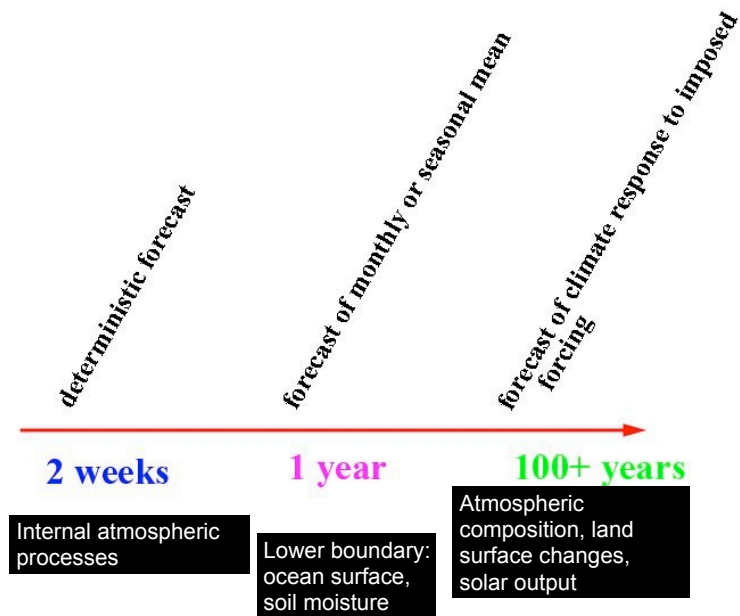 deterministic forecast
forecast of monthly or seasonal mean
forecast of climate response to imposed
forcing
2 weeks
1 year
100+ years
Internal atmospheric
processes
Lower boundary:
ocean surface,
soil moisture
Atmospheric
composition, land
surface changes,
solar output